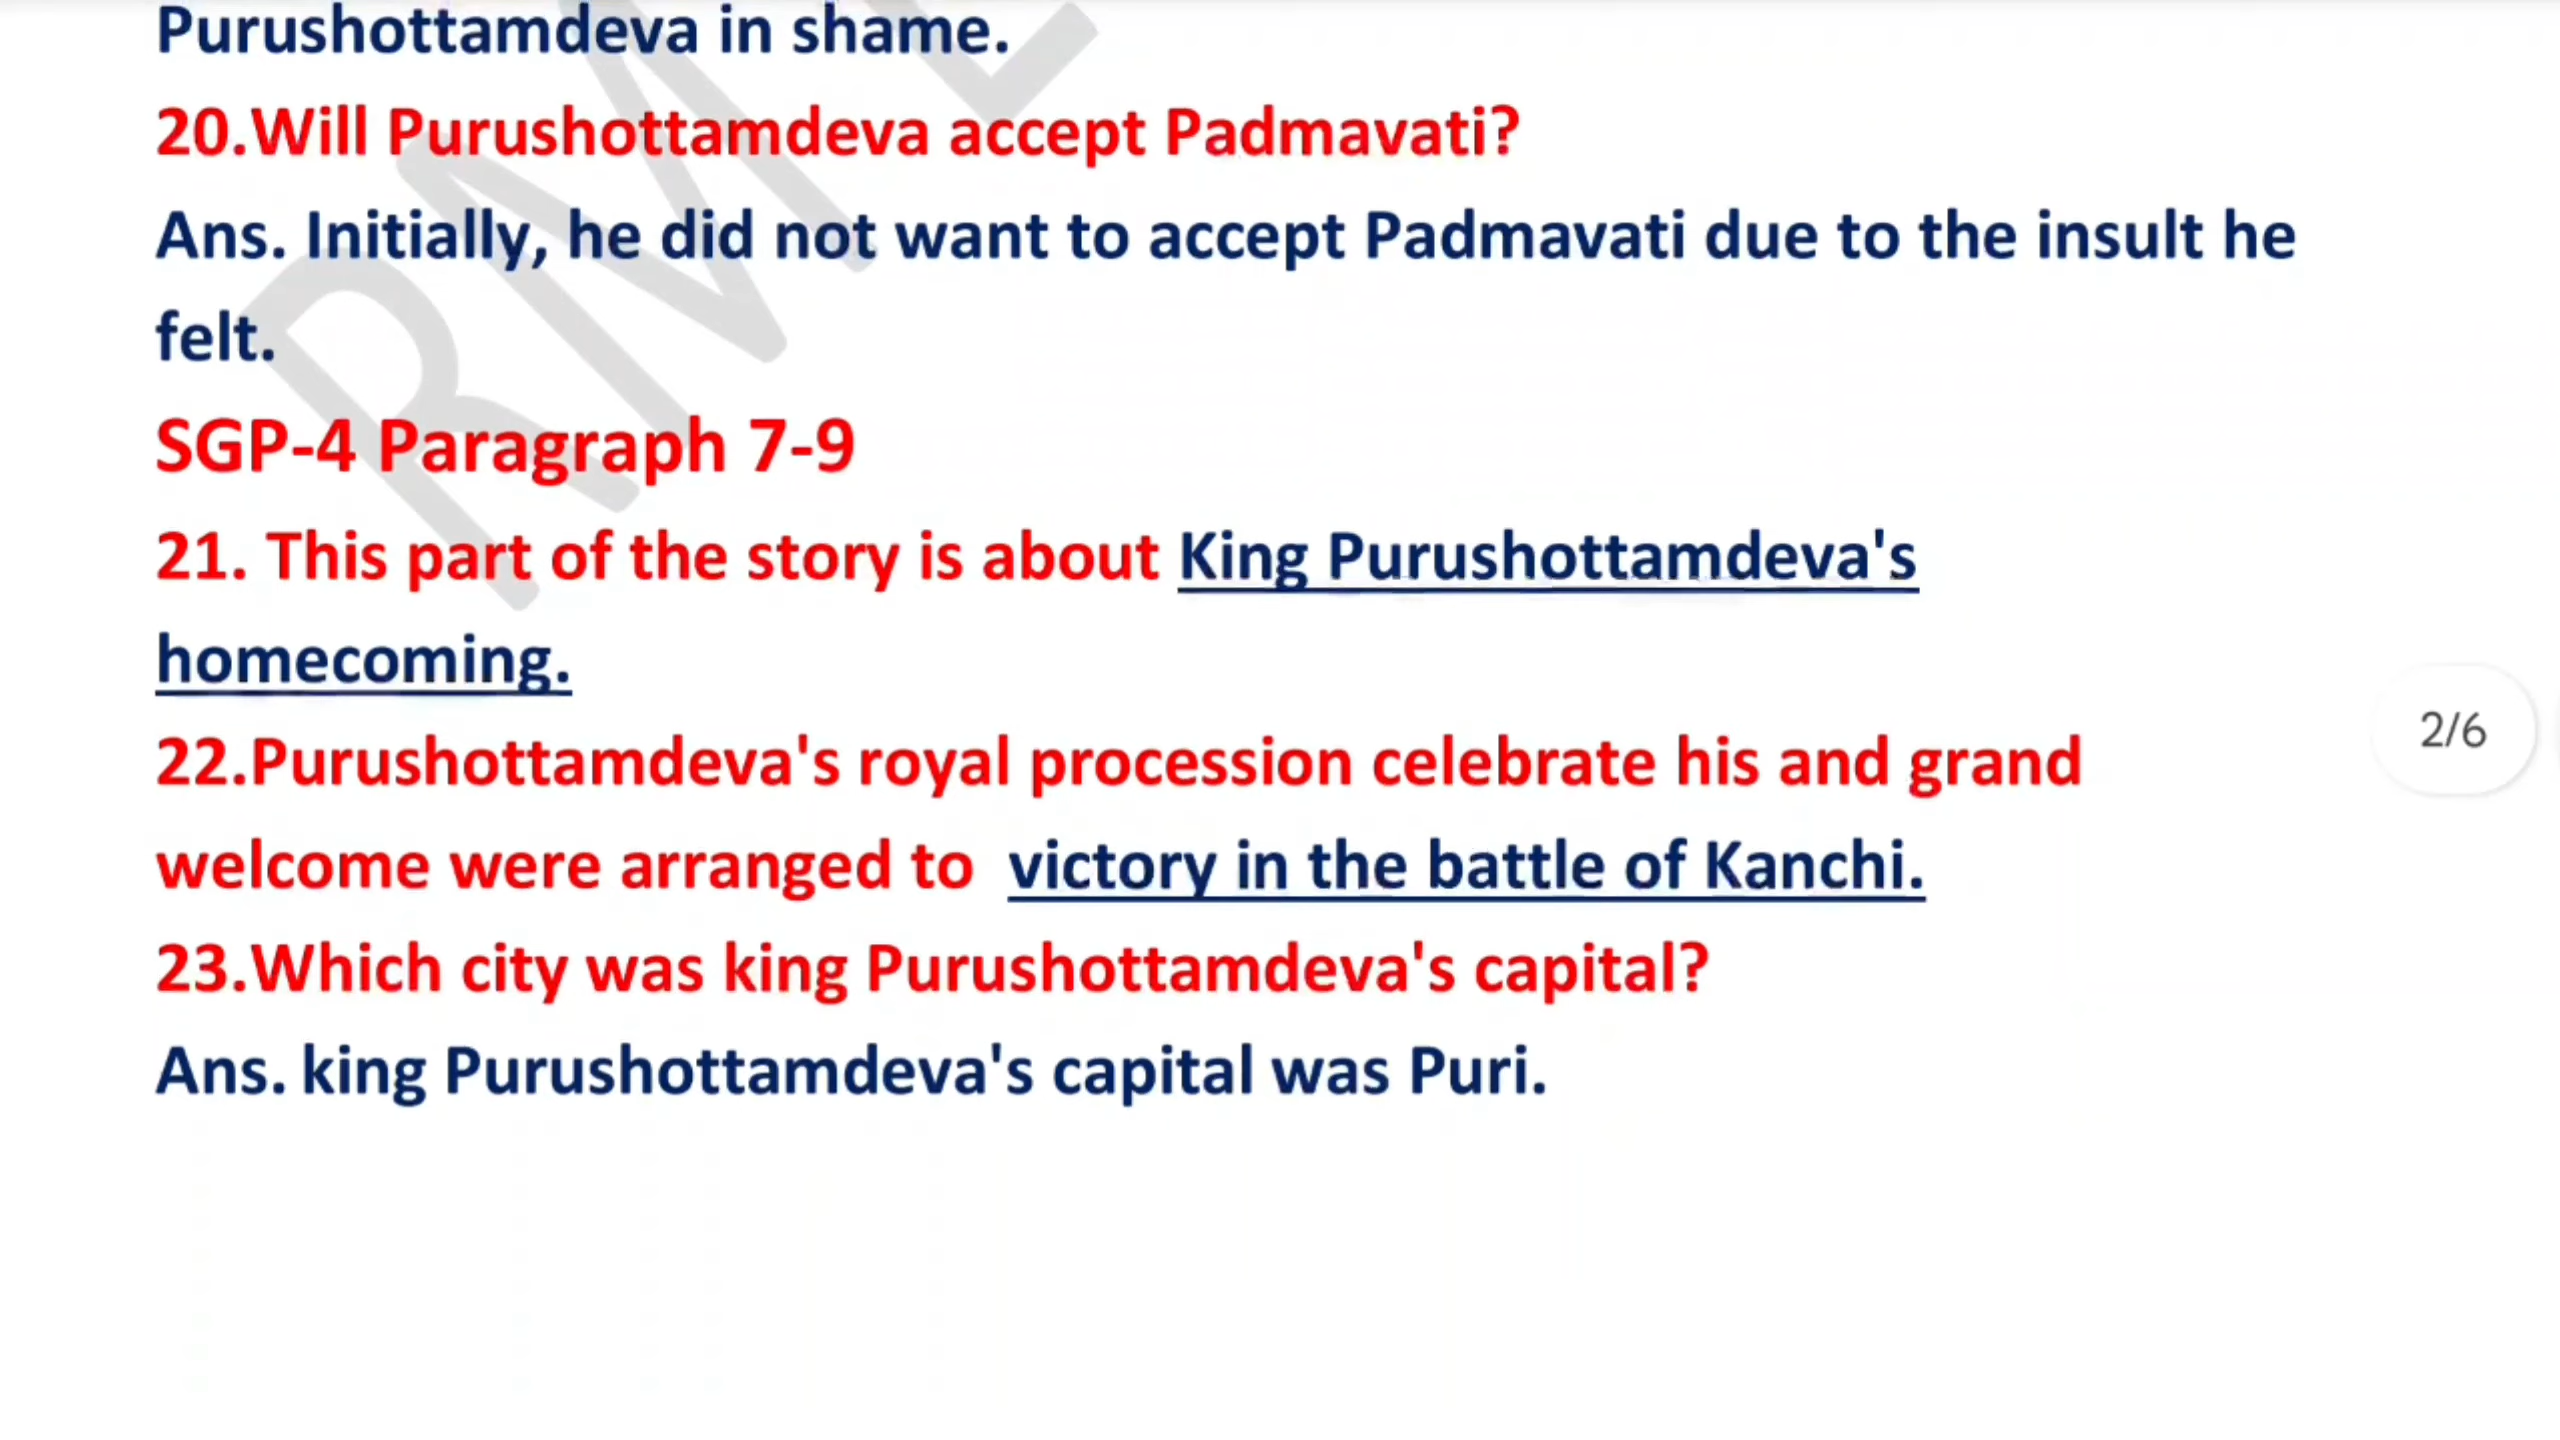 Purushottamdeva in shame.
20.Will Purushottamdeva accept Padmavati?
Ans. Initially, he did not want to accept Padmavati due to the insult he
felt.
SGP-4 Paragraph 7-9
21. This part of the story is about King Purushottamdeva's
homecoming.
22.Purushottamdeva's royal procession celebrate his and grand
welcome were arranged to victory in the battle of Kanchi.
23.Which city was king Purushottamdeva's capital?
Ans. king Purushottamdeva's capital was Puri.
2/6